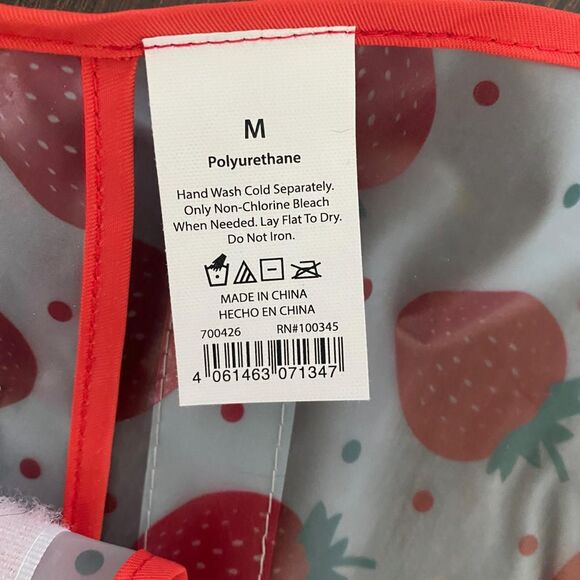 M
Polyurethane
Hand Wash Cold Separately.
Only Non-Chlorine Bleach
When Needed. Lay Flat To Dry.
Do Not Iron.
MADE IN CHINA
HECHO EN CHINA
700426 RN#100345
4 061463 071347